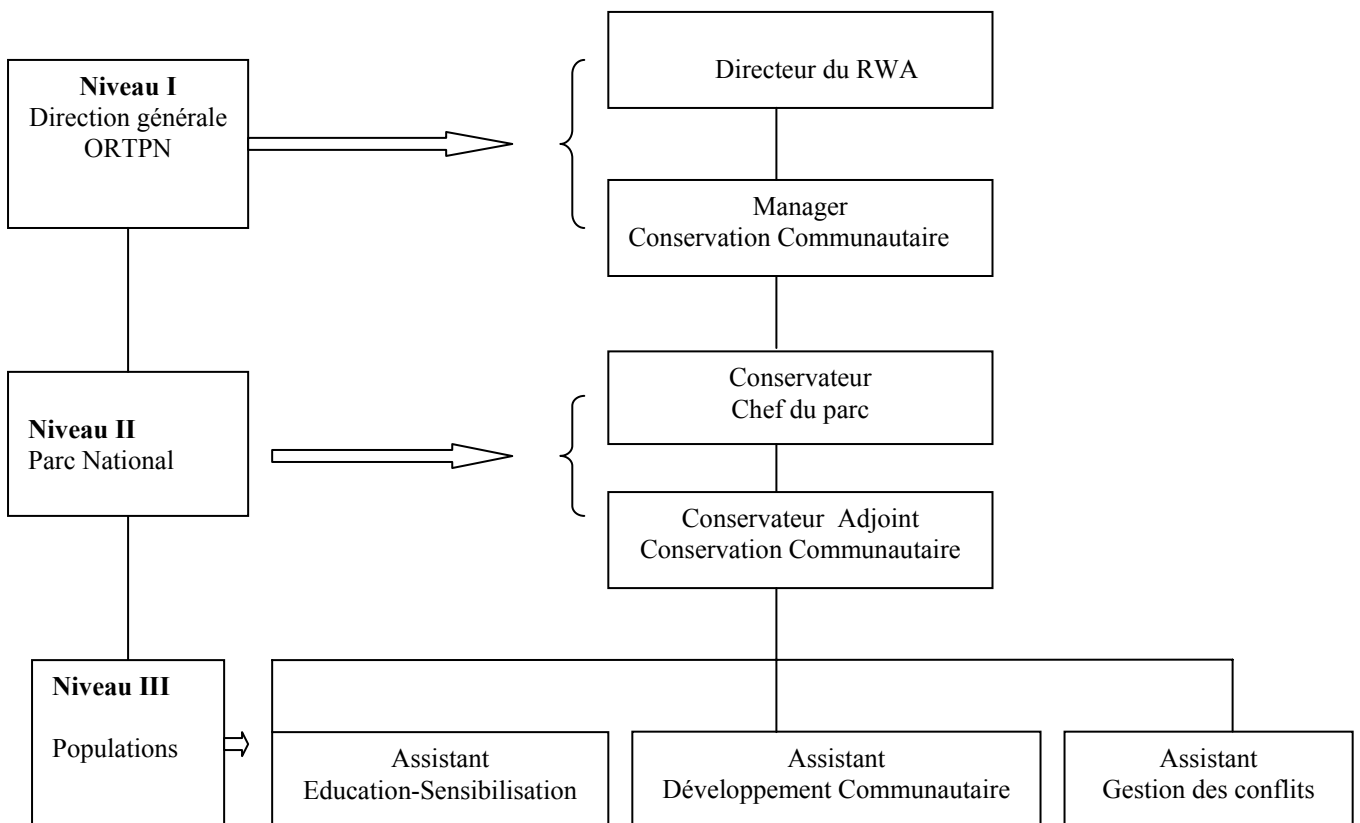 Niveau I
Direction générale
ORTPN
Directeur du RWA
Manager
Conservation Communautaire
Niveau II
Parc National
Conservateur
Chef du parc
Conservateur Adjoint
Conservation Communautaire
Niveau III
Populations
Assistant
Education-Sensibilisation
Assistant
Développement Communautaire
Assistant
Gestion des conflits